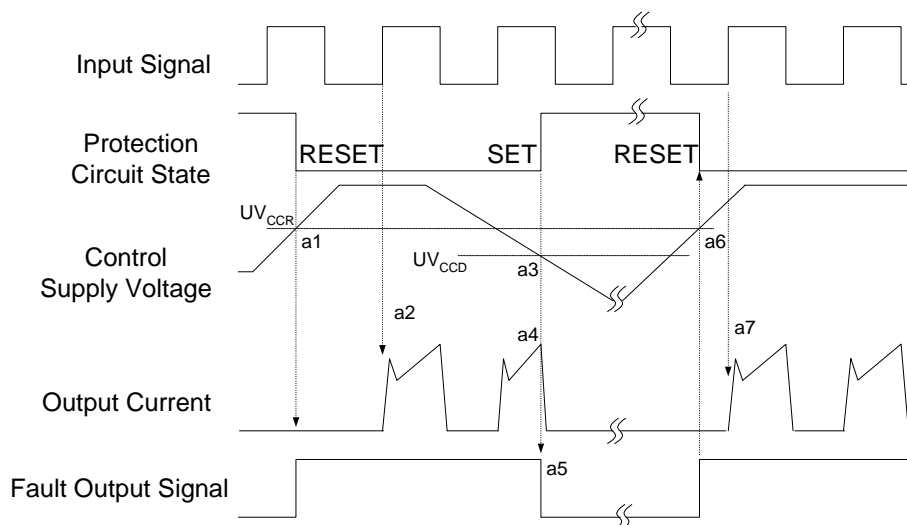 Input Signal
Protection
Circuit State
RESET
SET
RESET
UVCCR
a1
a6
Control
Supply Voltage
UVCCD
a3
a2
a4
a7
Output Current
a5
Fault Output Signal